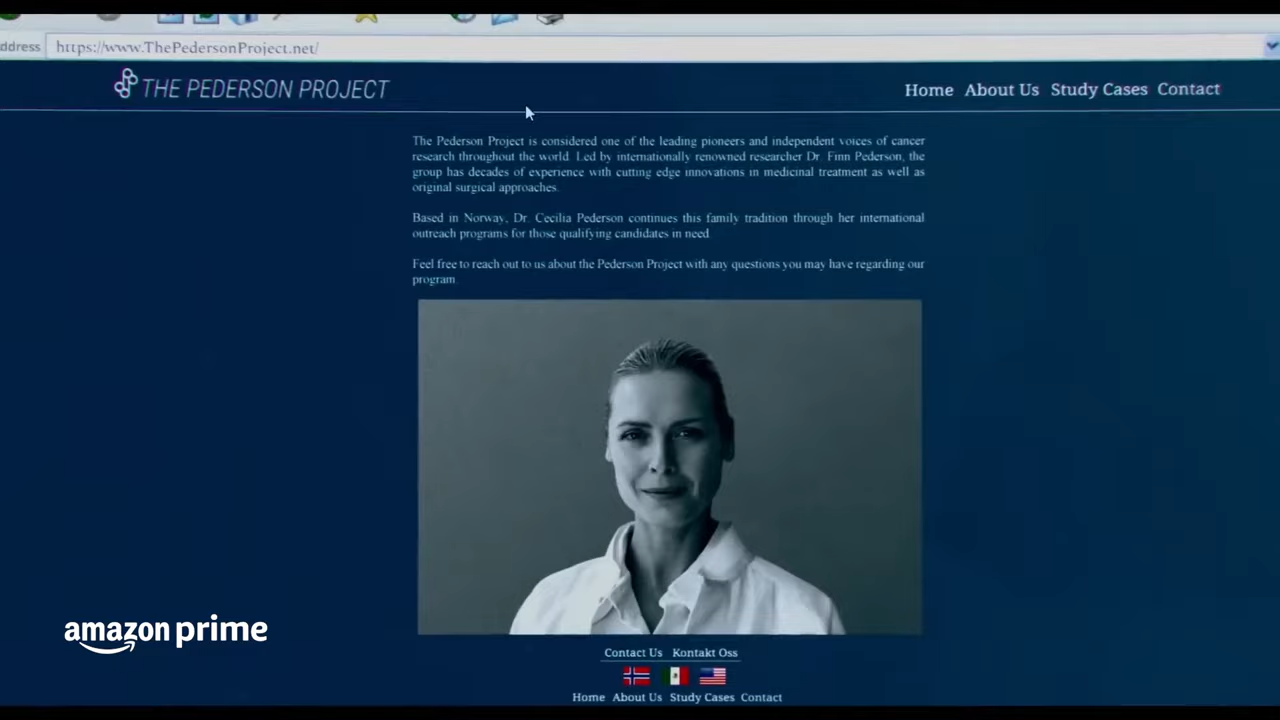 ddress https://www.ThePedersonProject.net/
THE PEDERSON PROJECT Home About Us Study Cases Contact
The Pederson Project is considered one of the leading pioneers and independent voices of cancer
research throughout the world. Led by internationally renowned researcher Dr. Finn Pederson, the
group has decades of experience with cutting edge innovations in medicinal treatment as well as
original surgical approaches.
Based in Norway, Dr. Cecilia Pederson continues this family tradition through her international
outreach programs for those qualifying candidates in need.
Feel free to reach out to us about the Pederson Project with any questions you may have regarding our
program.
amazon prime
Contact Us Kontakt Oss
Home About Us Study Cases Contact